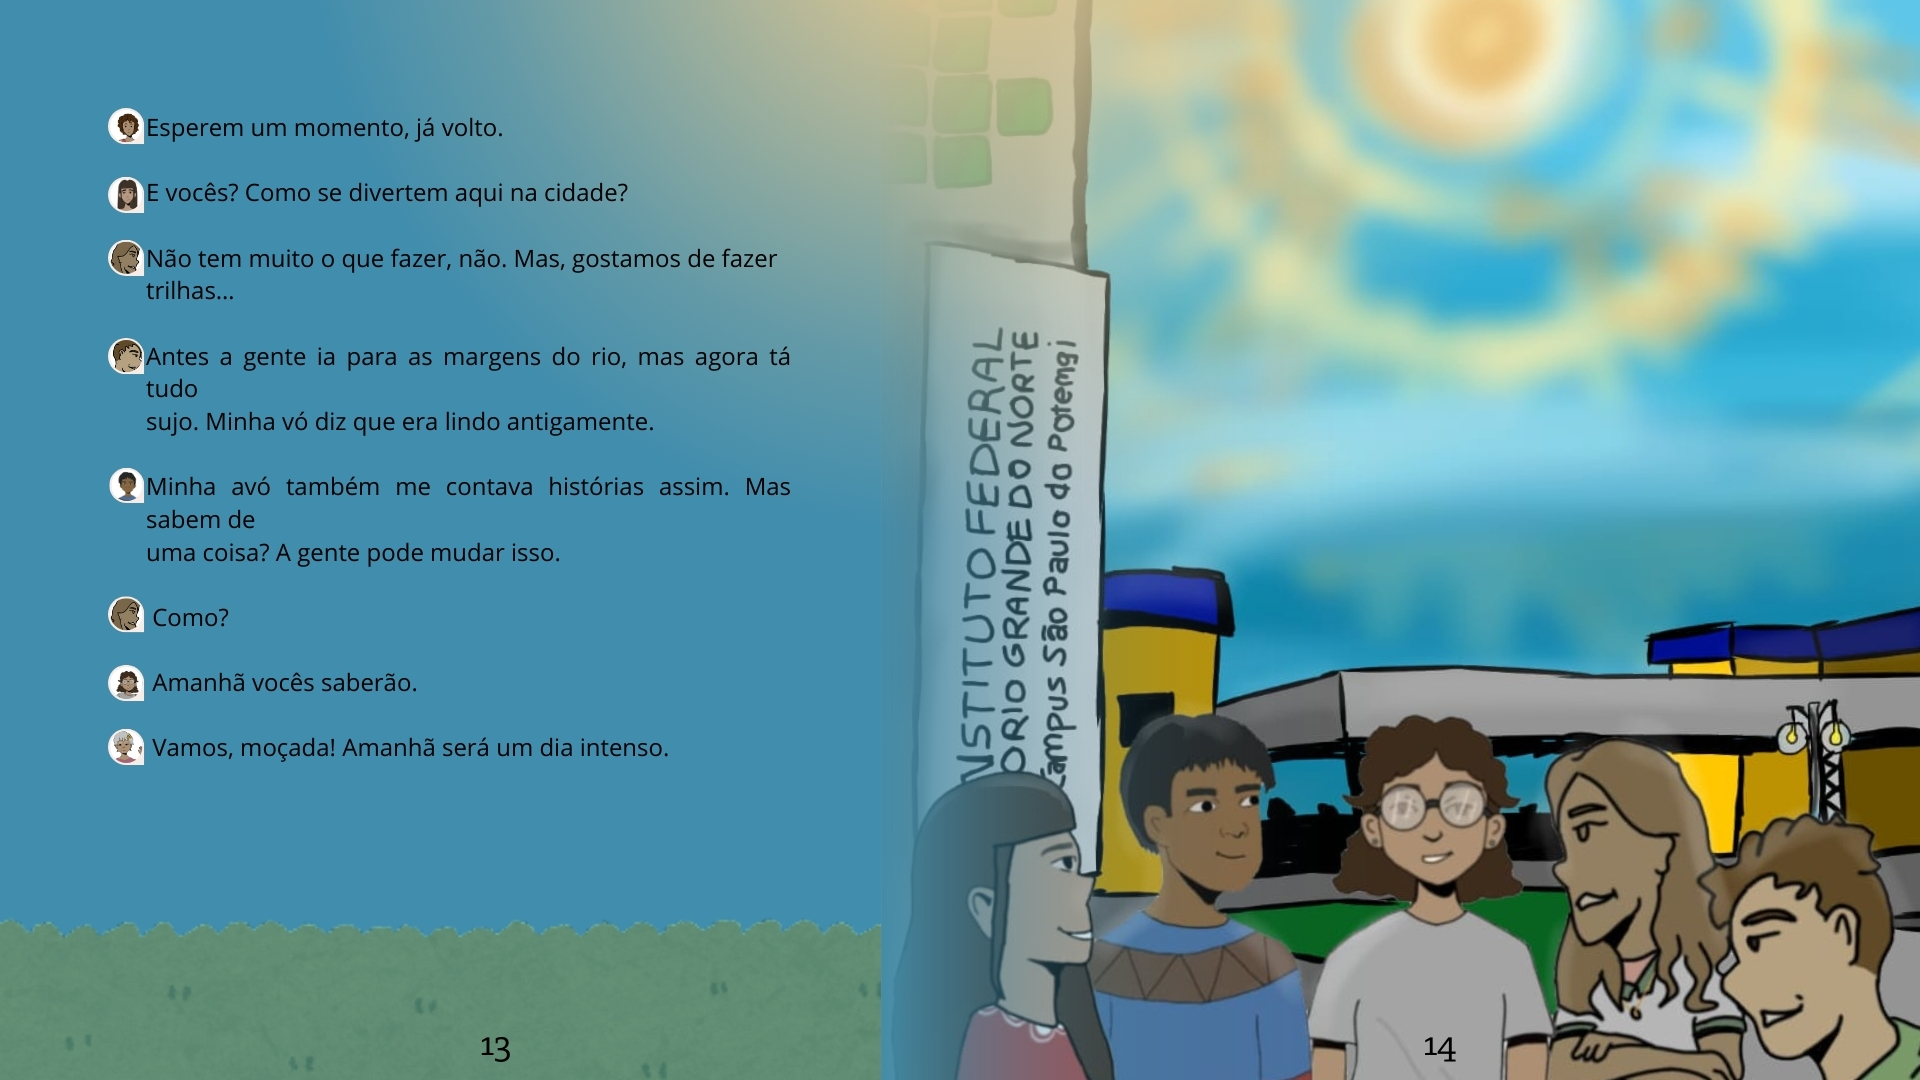 Esperem um momento, já volto.
E vocês? Como se divertem aqui na cidade?
Não tem muito o que fazer, não. Mas, gostamos de fazer
trilhas...
Antes a gente ia para as margens do rio, mas agora tá
tudo
sujo. Minha vó diz que era lindo antigamente.
Minha avó também me contava histórias assim. Mas
sabem de
uma coisa? A gente pode mudar isso.
Como?
Amanhã vocês saberão.
Vamos, moçada! Amanhã será um dia intenso.
13
NSTITUTO FEDERAL
DO RIO GRANDE DO NORTE
Campus São Paulo do Potemgi
14